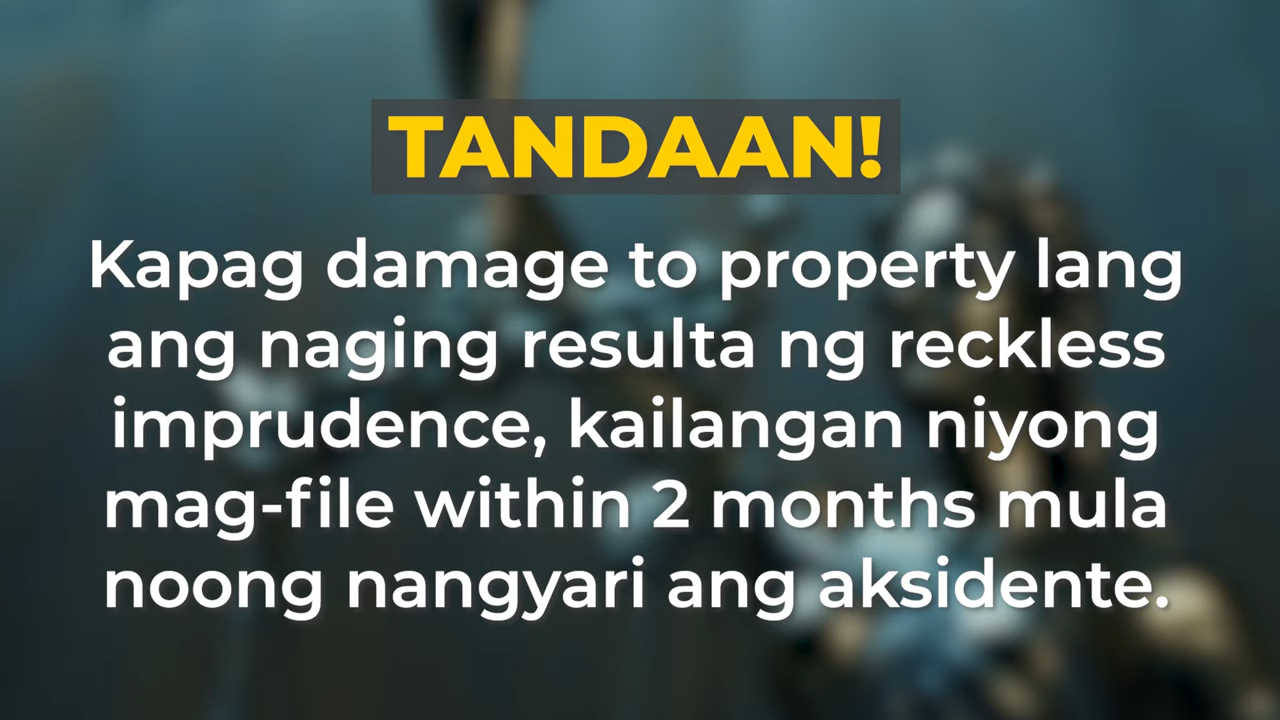 TANDAAN!
Kapag damage to property lang
ang naging resulta ng reckless
imprudence, kailangan niyong
mag-file within 2 months mula
noong nangyari ang aksidente.